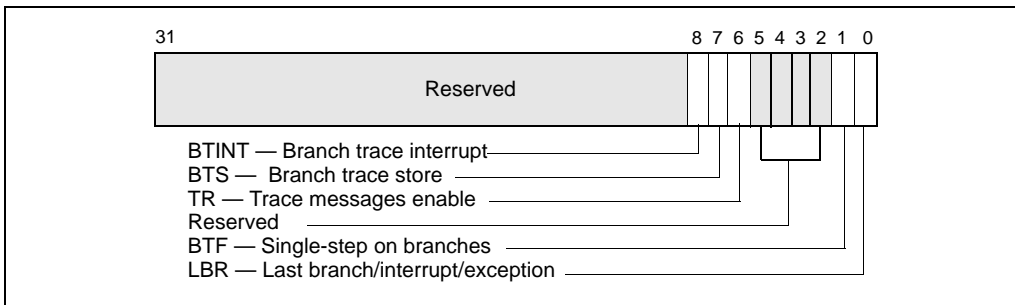 31 8 7 6 5 4 3 2 1 0
Reserved
BTINT — Branch trace interrupt
BTS — Branch trace store
TR — Trace messages enable
Reserved
BTF — Single-step on branches
LBR — Last branch/interrupt/exception